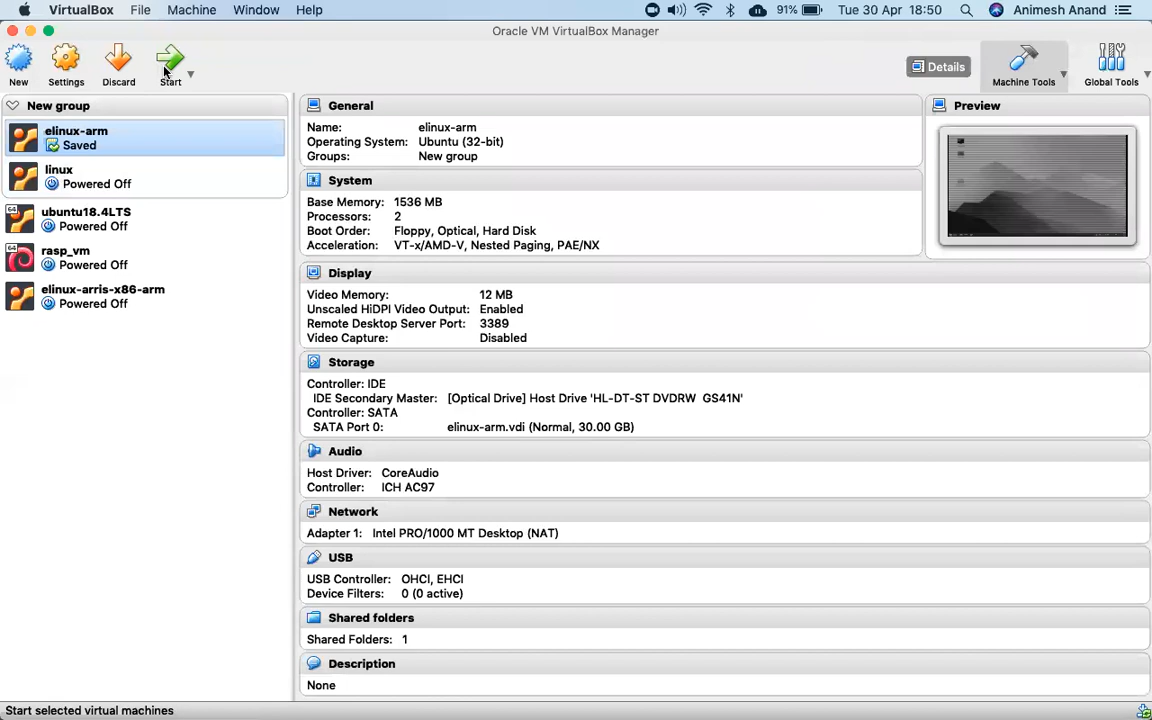 VirtualBox File Machine Window Help 91% Tue 30 Apr 18:50 Animesh Anand
Oracle VM VirtualBox Manager
New Settings Discard Start Details Machine Tools Global Tools
New group
elinux-arm
Saved
linux
Powered Off
64 ubuntu18.4LTS
Powered Off
64 rasp_vm
Powered Off
elinux-arris-x86-arm
Powered Off
General
Name: elinux-arm
Operating System: Ubuntu (32-bit)
Groups: New group
Preview
System
Base Memory: 1536 MB
Processors: 2
Boot Order: Floppy, Optical, Hard Disk
Acceleration: VT-x/AMD-V, Nested Paging, PAE/NX
Display
Video Memory: 12 MB
Unscaled HiDPI Video Output: Enabled
Remote Desktop Server Port: 3389
Video Capture: Disabled
Storage
Controller: IDE
IDE Secondary Master: [Optical Drive] Host Drive 'HL-DT-ST DVDRW GS41N'
Controller: SATA
SATA Port 0: elinux-arm.vdi (Normal, 30.00 GB)
Audio
Host Driver: CoreAudio
Controller: ICH AC97
Network
Adapter 1: Intel PRO/1000 MT Desktop (NAT)
USB
USB Controller: OHCI, EHCI
Device Filters: 0 (0 active)
Shared folders
Shared Folders: 1
Description
None
Start selected virtual machines